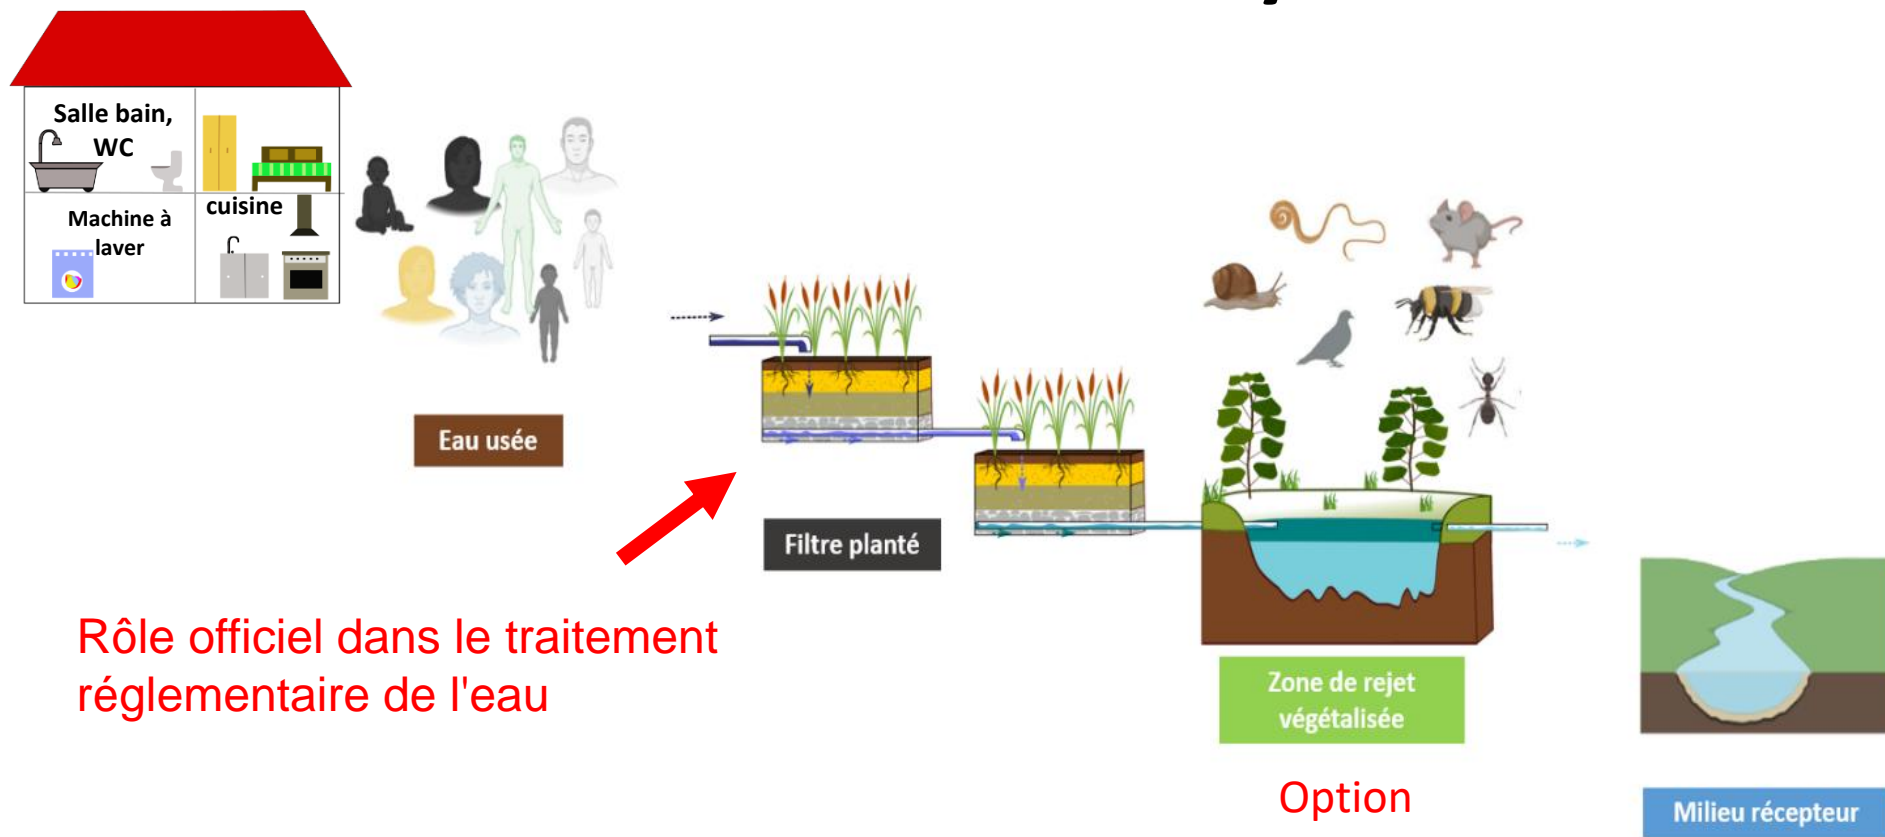 Salle bain,
WC
Machine à
laver
cuisine
Eau usée
Filtre planté
Rôle officiel dans le traitement
réglementaire de l'eau
Zone de rejet
végétalisée
Option
Milieu récepteur